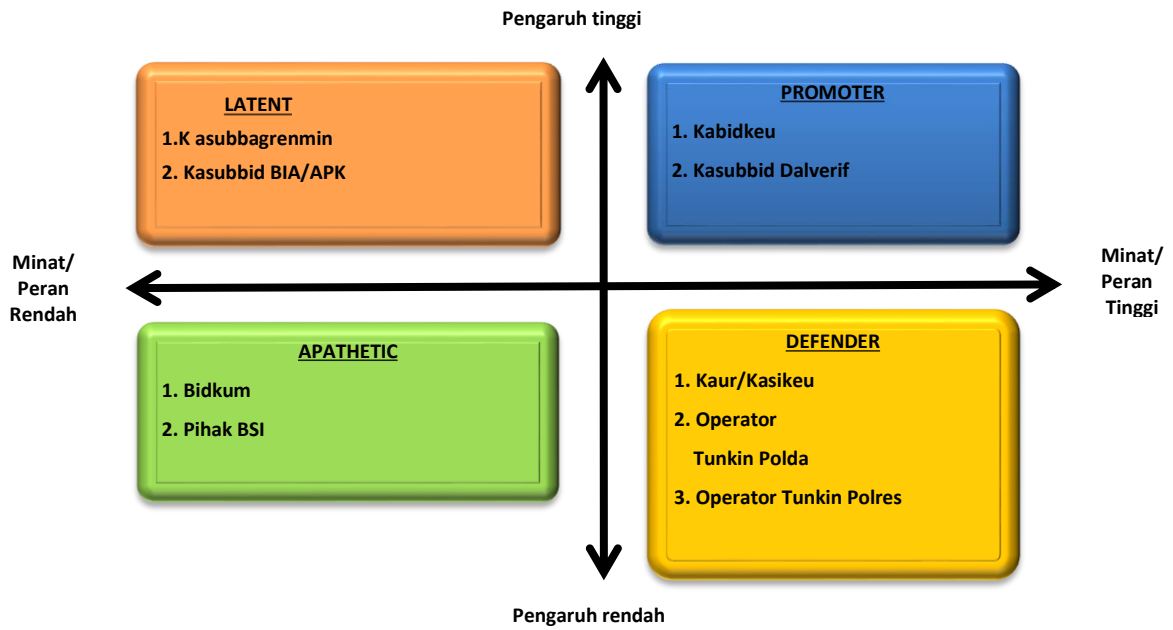 Pengaruh tinggi
LATENT
1.K asubbagrenmin
2. Kasubbid BIA/APK
PROMOTER
1. Kabidkeu
2. Kasubbid Dalverif
Minat/
Peran
Rendah
Minat/
Peran
Tinggi
APATHETIC
1. Bidkum
2. Pihak BSI
DEFENDER
1. Kaur/Kasikeu
2. Operator
Tunkin Polda
3. Operator Tunkin Polres
Pengaruh rendah